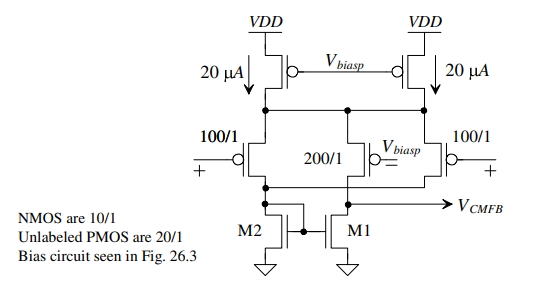 VDD VDD
20 μA V_biasp 20 μA
100/1 200/1 V_biasp 100/1
+ +
V_CMFB
M2 M1
NMOS are 10/1
Unlabeled PMOS are 20/1
Bias circuit seen in Fig. 26.3